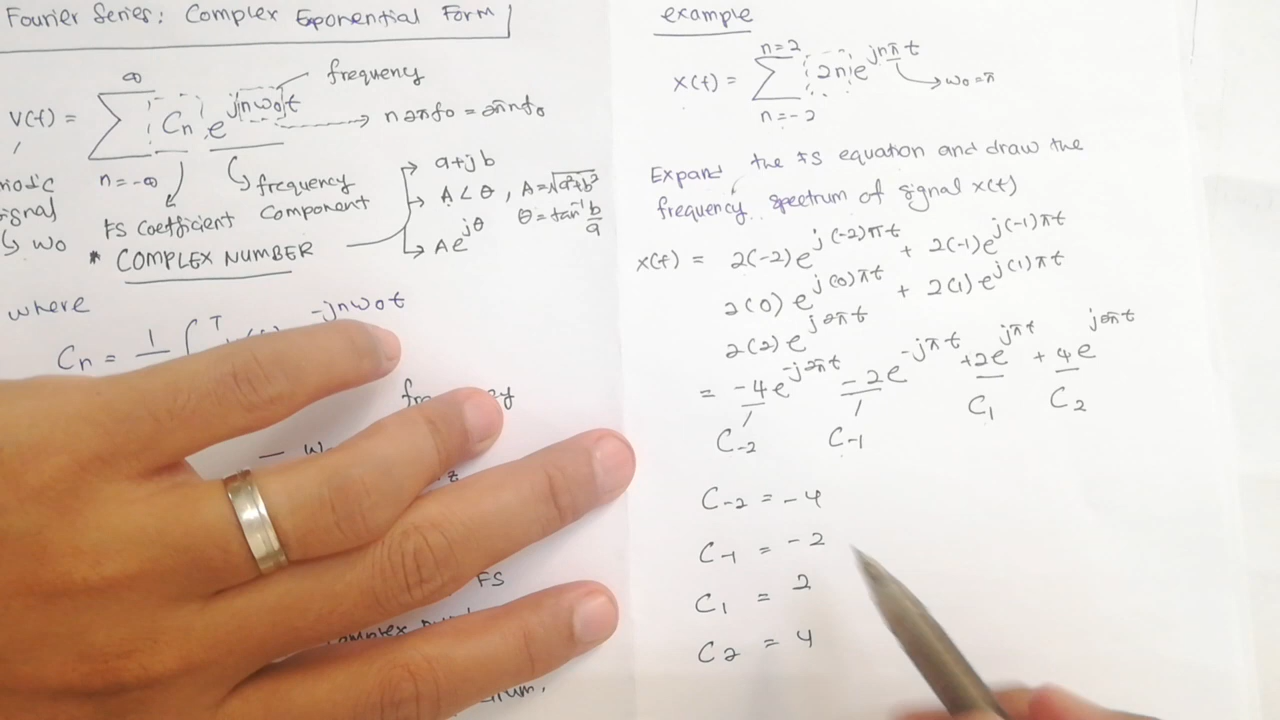 Fourier Series: Complex Exponential Form
V(t) = ∞ ∑ n=-∞ Cn e^jnω0t
frequency
n2πf0 = 2πnf0
frequency
Component
FS Coefficient
* COMPLEX NUMBER
a+jb
A<θ, A=√a²+b²
θ=tan⁻¹ b/a
Ae^jθ
ω0
where
Cn = 1/ ∫ T -jnω0t
FS
example
x(t) = n=2 ∑ n=-2 2n e^jnπt
→ω0=π
Expand the FS equation and draw the
frequency spectrum of signal x(t)
x(t) = 2(-2)e^j(-2)πt + 2(-1)e^j(-1)πt
2(0)e^j(0)πt + 2(1)e^j(1)πt
2(2)e^j2πt
= -4e^-j2πt -2e^-jπt +2e^jπt + 4e^j2πt
C-2 C-1 C1 C2
C-2 = -4
C-1 = -2
C1 = 2
C2 = 4